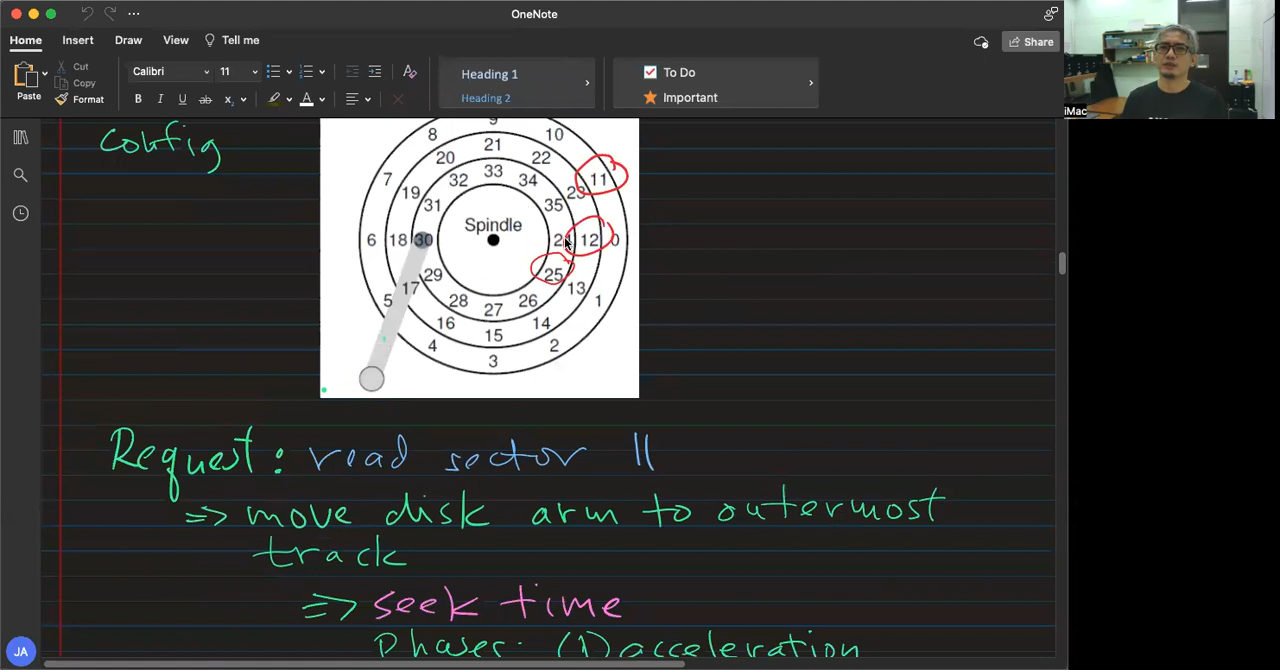 OneNote
Home Insert Draw View Tell me Share
Paste Cut Copy Format
Calibri 11
B I U ab x
A
Heading 1
Heading 2
To Do
Important
iMac
Config
9
8 10
20 21 22
7 19 32 33 34 23 11
31 35
Spindle
6 18 30 12 0
29 25
5 17 28 27 26 13 1
16 15 14
4 3 2
Request: read sector 11
=> move disk arm to outermost
track
=> seek time
Phases: (1) acceleration
JA